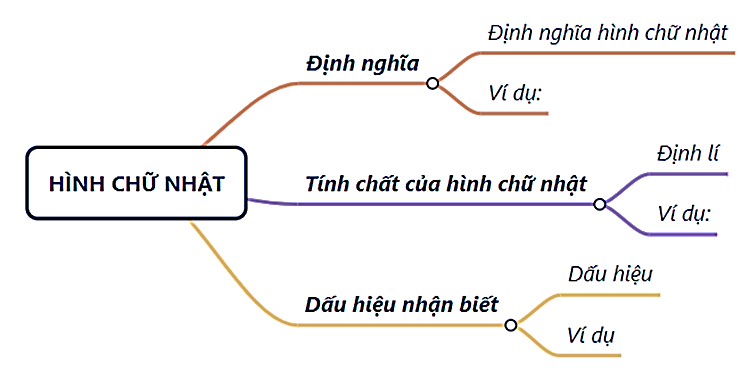 Định nghĩa hình chữ nhật
Định nghĩa
Ví dụ:
HÌNH CHỮ NHẬT
Định lí
Tính chất của hình chữ nhật
Ví dụ:
Dấu hiệu
Dấu hiệu nhận biết
Ví dụ